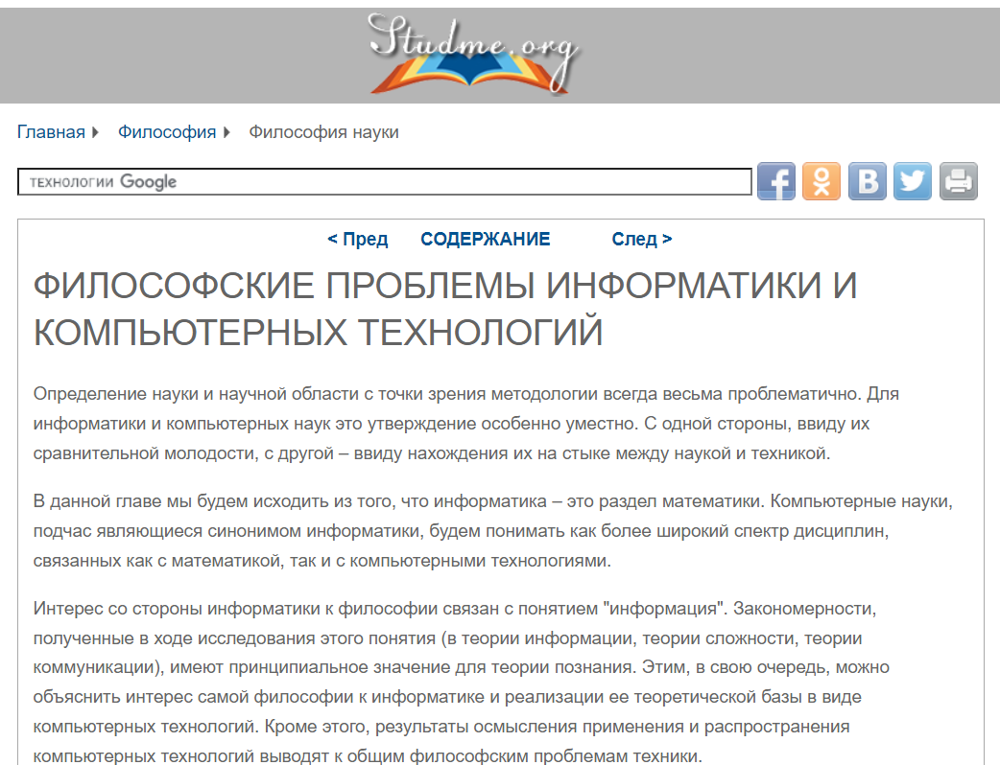 Studme.org
Главная Философия Философия науки
технологии Google
< Пред СОДЕРЖАНИЕ След >
ФИЛОСОФСКИЕ ПРОБЛЕМЫ ИНФОРМАТИКИ И
КОМПЬЮТЕРНЫХ ТЕХНОЛОГИЙ
Определение науки и научной области с точки зрения методологии всегда весьма проблематично. Для
информатики и компьютерных наук это утверждение особенно уместно. С одной стороны, ввиду их
сравнительной молодости, с другой – ввиду нахождения их на стыке между наукой и техникой.
В данной главе мы будем исходить из того, что информатика – это раздел математики. Компьютерные науки,
подчас являющиеся синонимом информатики, будем понимать как более широкий спектр дисциплин,
связанных как с математикой, так и с компьютерными технологиями.
Интерес со стороны информатики к философии связан с понятием "информация". Закономерности,
полученные в ходе исследования этого понятия (в теории информации, теории сложности, теории
коммуникации), имеют принципиальное значение для теории познания. Этим, в свою очередь, можно
объяснить интерес самой философии к информатике и реализации ее теоретической базы в виде
компьютерных технологий. Кроме этого, результаты осмысления применения и распространения
компьютерных технологий выводят к общим философским проблемам техники.